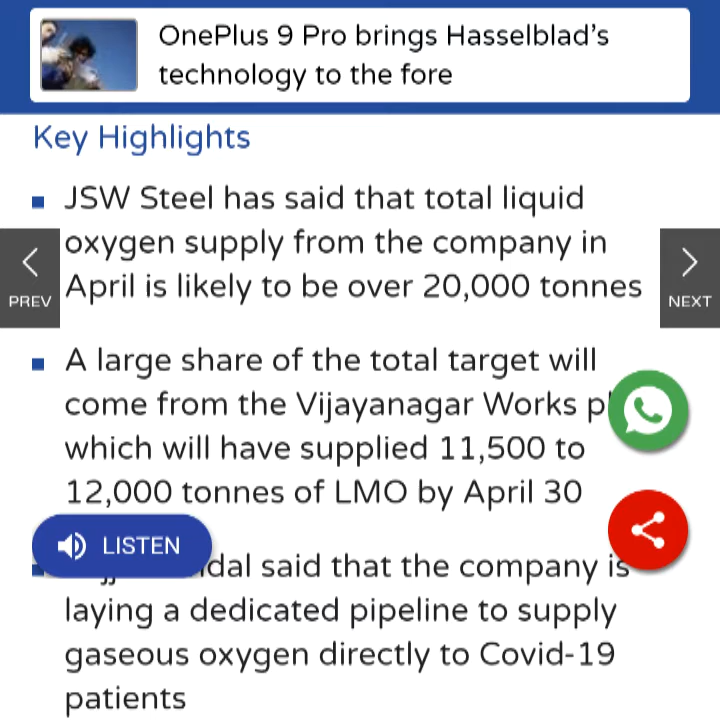 OnePlus 9 Pro brings Hasselblad’s
technology to the fore
Key Highlights
JSW Steel has said that total liquid
oxygen supply from the company in
April is likely to be over 20,000 tonnes
PREV
NEXT
A large share of the total target will
come from the Vijayanagar Works
which will have supplied 11,500 to
12,000 tonnes of LMO by April 30
LISTEN
said that the company is
laying a dedicated pipeline to supply
gaseous oxygen directly to Covid-19
patients